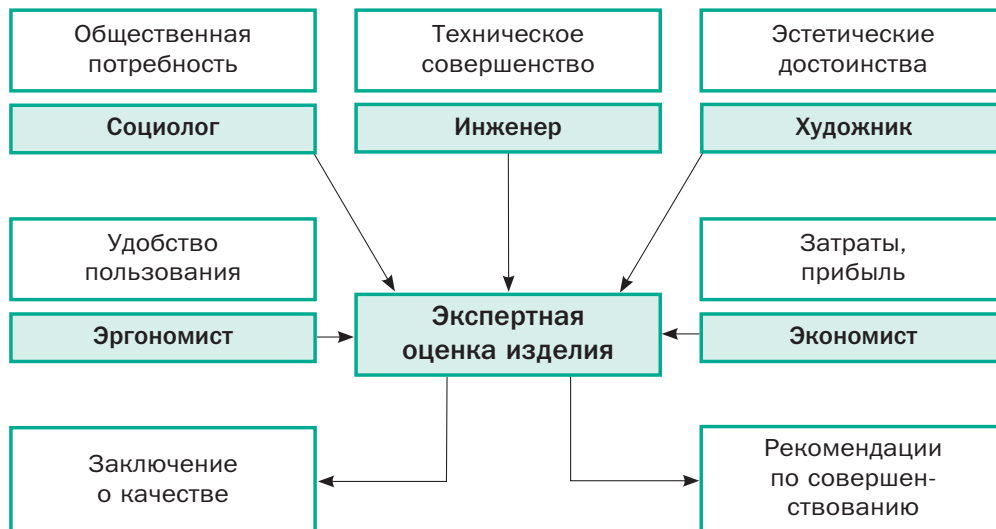 Общественная
потребность
Социолог
Техническое
совершенство
Инженер
Эстетические
достоинства
Художник
Удобство
пользования
Эргономист
Экспертная
оценка изделия
Затраты,
прибыль
Экономист
Заключение
о качестве
Рекомендации
по совершен-
ствованию